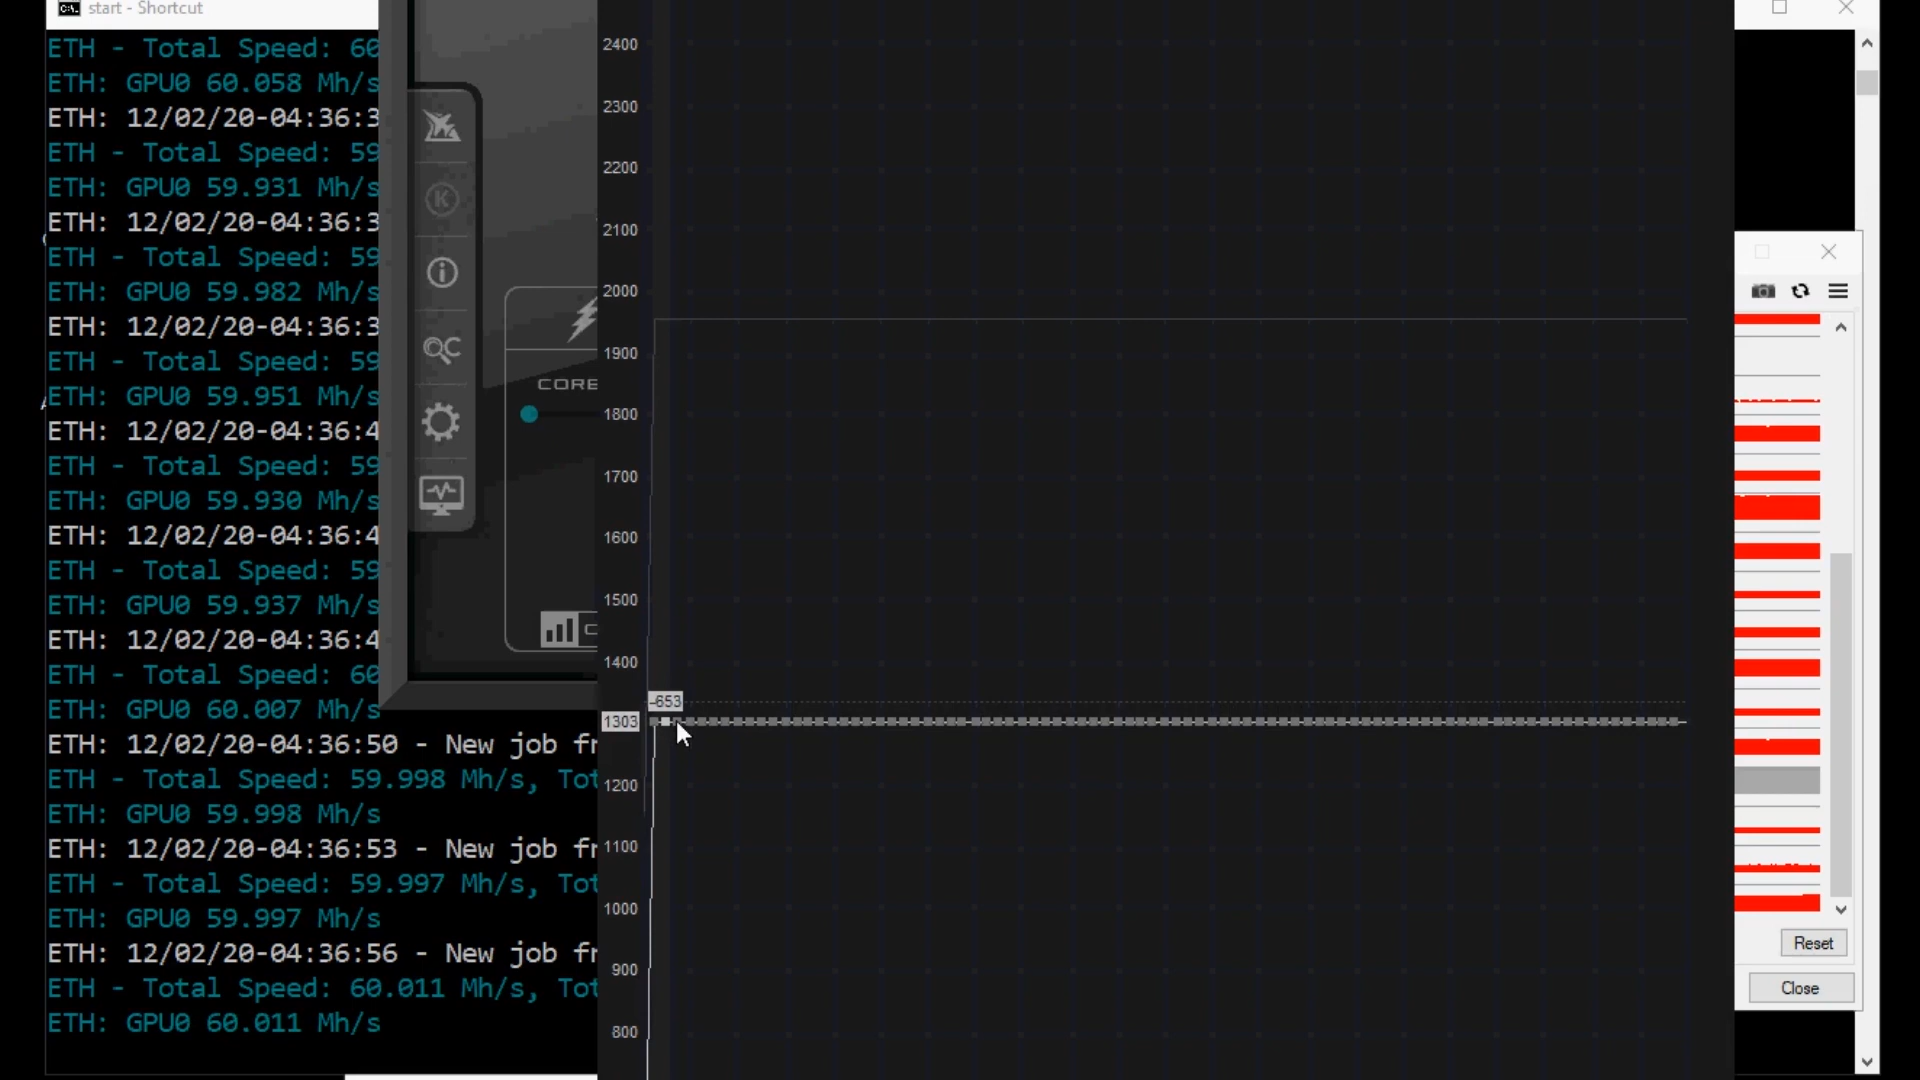 start - Shortcut
ETH - Total Speed: 60
ETH: GPU0 60.058 Mh/s
ETH: 12/02/20-04:36:3
ETH - Total Speed: 59
ETH: GPU0 59.931 Mh/s
ETH: 12/02/20-04:36:3
ETH - Total Speed: 59
ETH: GPU0 59.982 Mh/s
ETH: 12/02/20-04:36:3
ETH - Total Speed: 59
ETH: GPU0 59.951 Mh/s
ETH: 12/02/20-04:36:4
ETH - Total Speed: 59
ETH: GPU0 59.930 Mh/s
ETH: 12/02/20-04:36:4
ETH - Total Speed: 59
ETH: GPU0 59.937 Mh/s
ETH: 12/02/20-04:36:4
ETH - Total Speed: 60
ETH: GPU0 60.007 Mh/s
ETH: 12/02/20-04:36:50 - New job fr
ETH - Total Speed: 59.998 Mh/s, Tot
ETH: GPU0 59.998 Mh/s
ETH: 12/02/20-04:36:53 - New job fr
ETH - Total Speed: 59.997 Mh/s, Tot
ETH: GPU0 59.997 Mh/s
ETH: 12/02/20-04:36:56 - New job fr
ETH - Total Speed: 60.011 Mh/s, Tot
ETH: GPU0 60.011 Mh/s
K
OC
CORE
C
2400
2300
2200
2100
2000
1900
1800
1700
1600
1500
1400
-653
1303
1200
1100
1000
900
800
Reset
Close